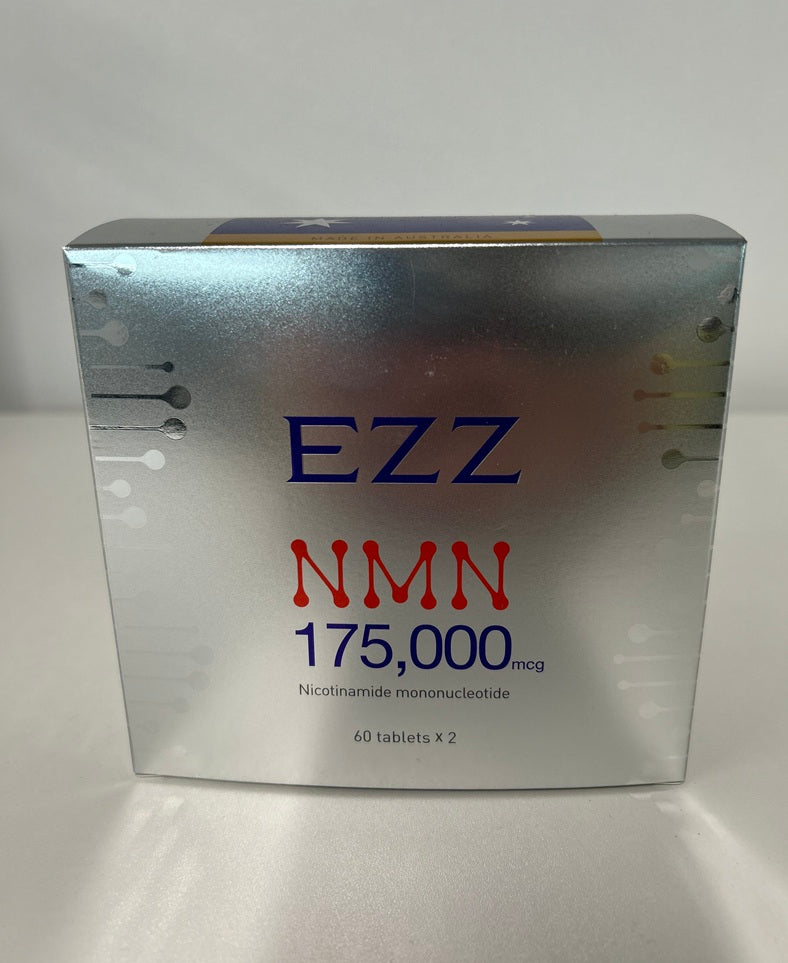 MADE IN AUSTRALIA
EZZ
NMN
175,000mcg
Nicotinamide mononucleotide
60 tablets x 2